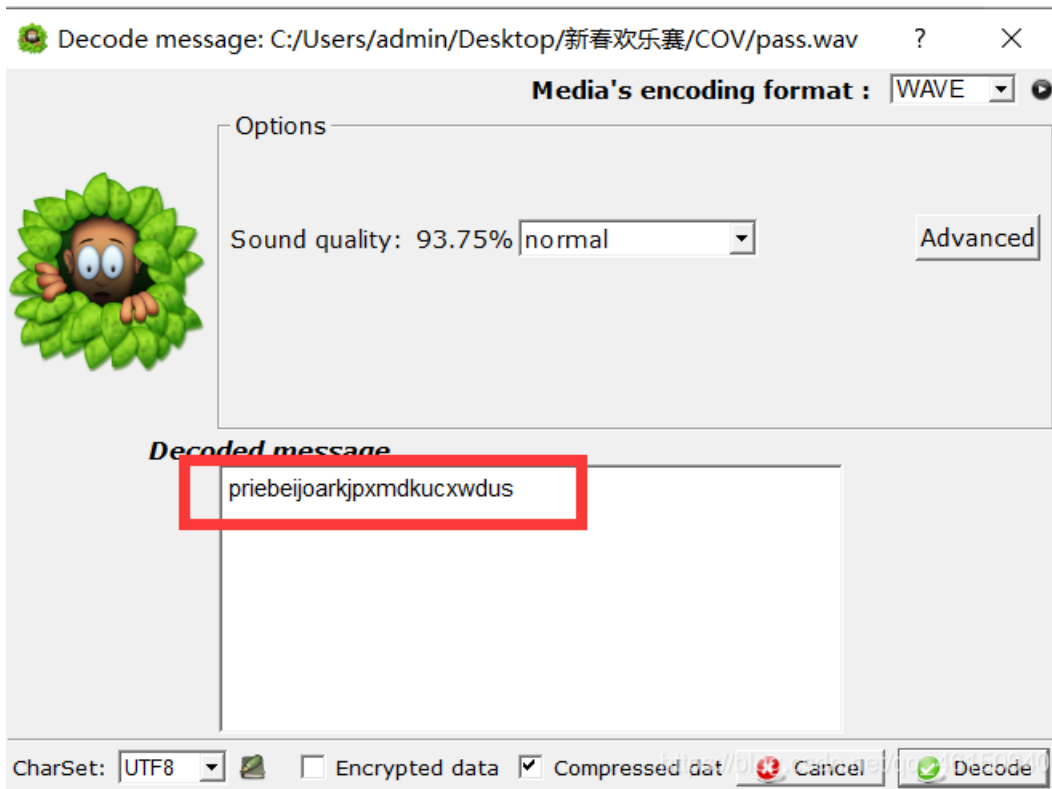 Decode message: C:/Users/admin/Desktop/新春欢乐赛/COV/pass.wav ?
Media's encoding format : WAVE
Options
Sound quality: 93.75% normal
Advanced
Decoded message
priebeijoarkjpxmdkucxwdus
CharSet: UTF8 Encrypted data Compressed dat Cancel Decode